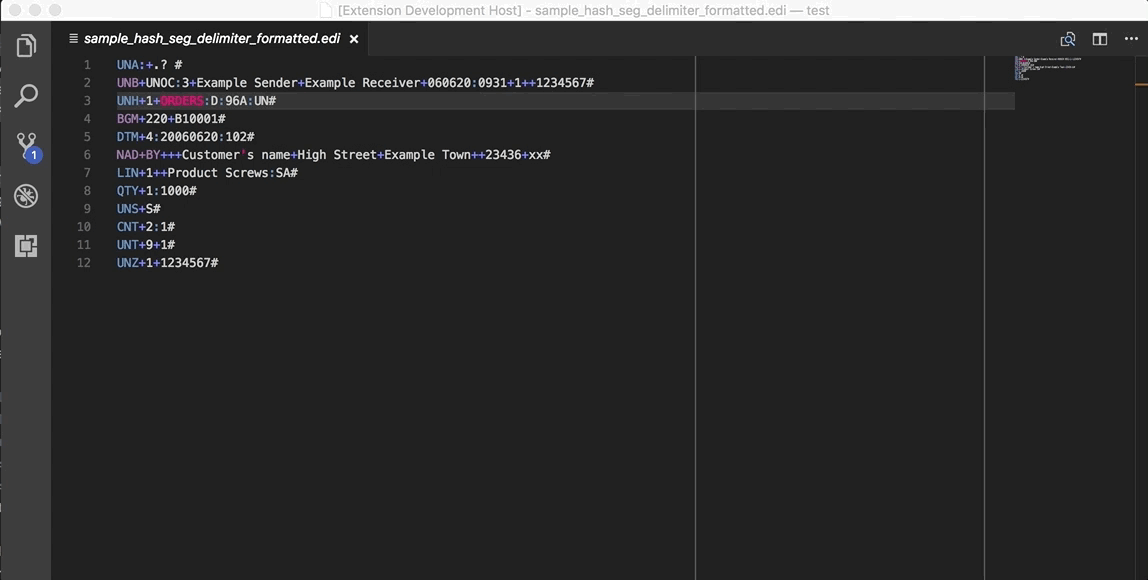 [Extension Development Host] - sample_hash_seg_delimiter_formatted.edi — test
sample_hash_seg_delimiter_formatted.edi
1 UNA:+.? #
2 UNB+UNOC:3+Example Sender+Example Receiver+060620:0931+1++1234567#
3 UNH+1+ORDERS:D:96A:UN#
4 BGM+220+B10001#
5 DTM+4:20060620:102#
6 NAD+BY+++Customer's name+High Street+Example Town++23436+xx#
7 LIN+1++Product Screws:SA#
8 QTY+1:1000#
9 UNS+S#
10 CNT+2:1#
11 UNT+9+1#
12 UNZ+1+1234567#
1